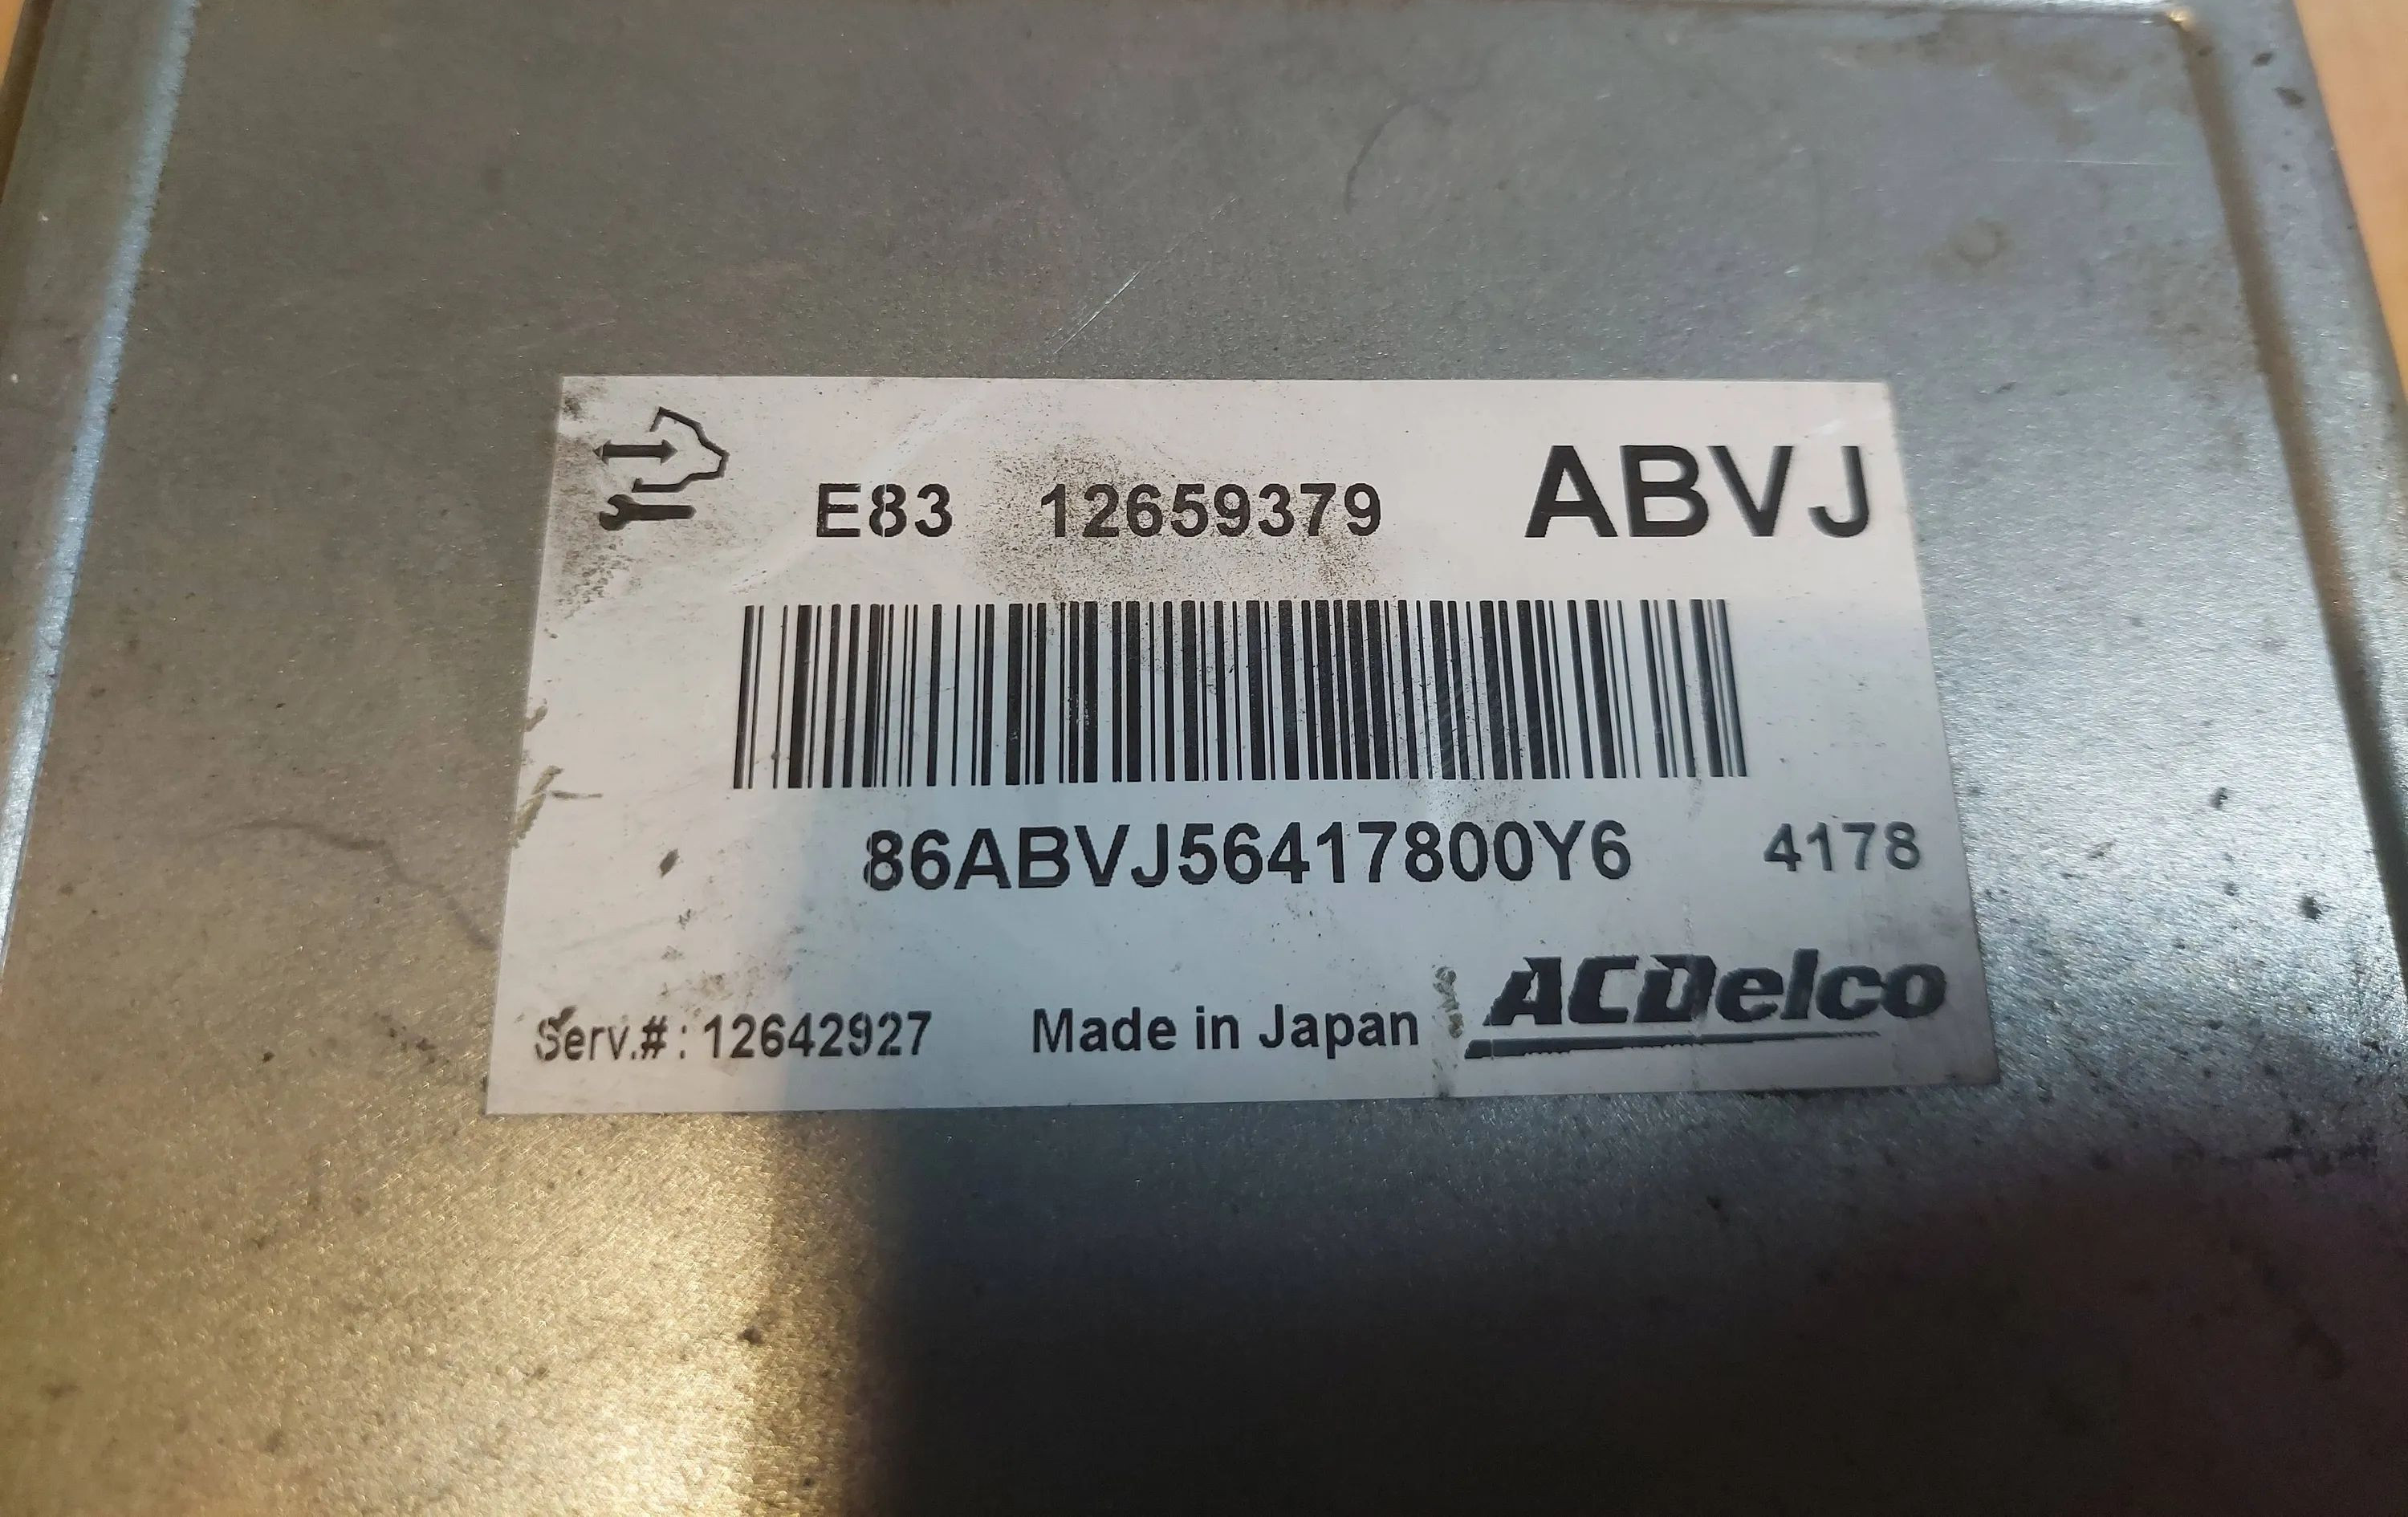 E83 12659379 ABVJ
86ABVJ56417800Y6 4178
Serv.#: 12642927 Made in Japan ACDelco